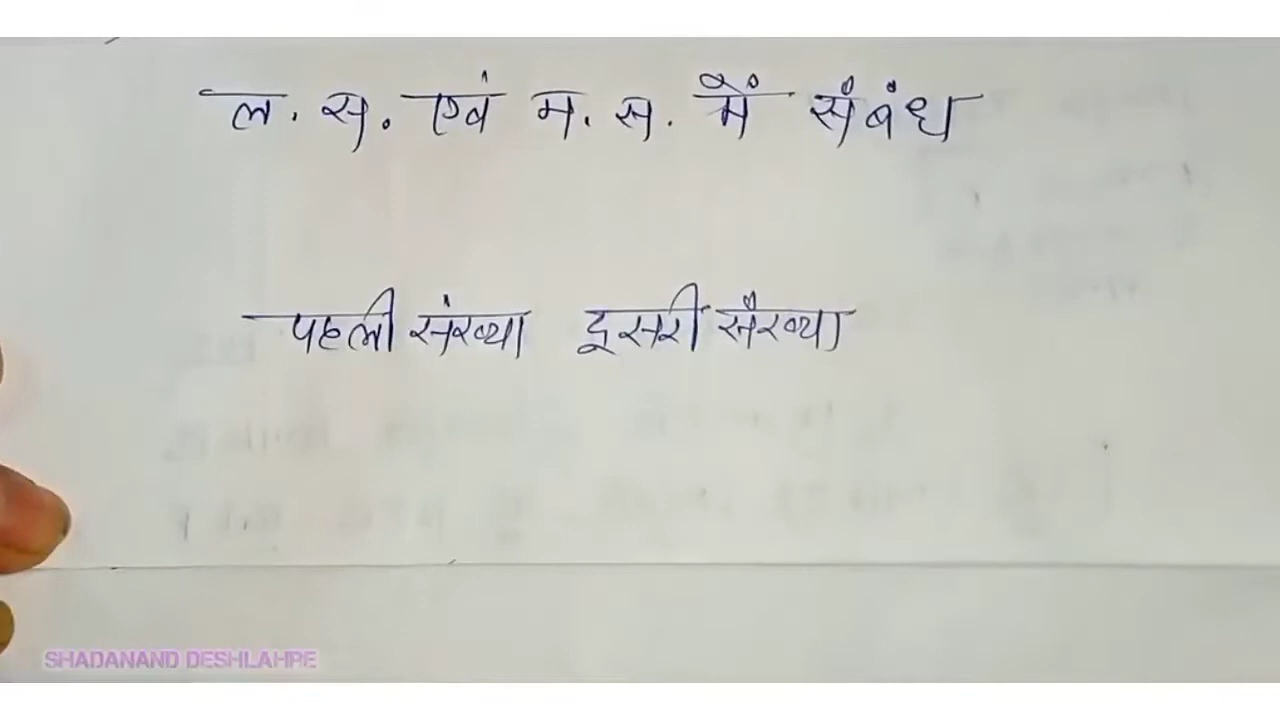 ल. स. एवं म. स. में संबंध
पहली संख्या दूसरी संख्या
SHADANAND DESHLAHRE